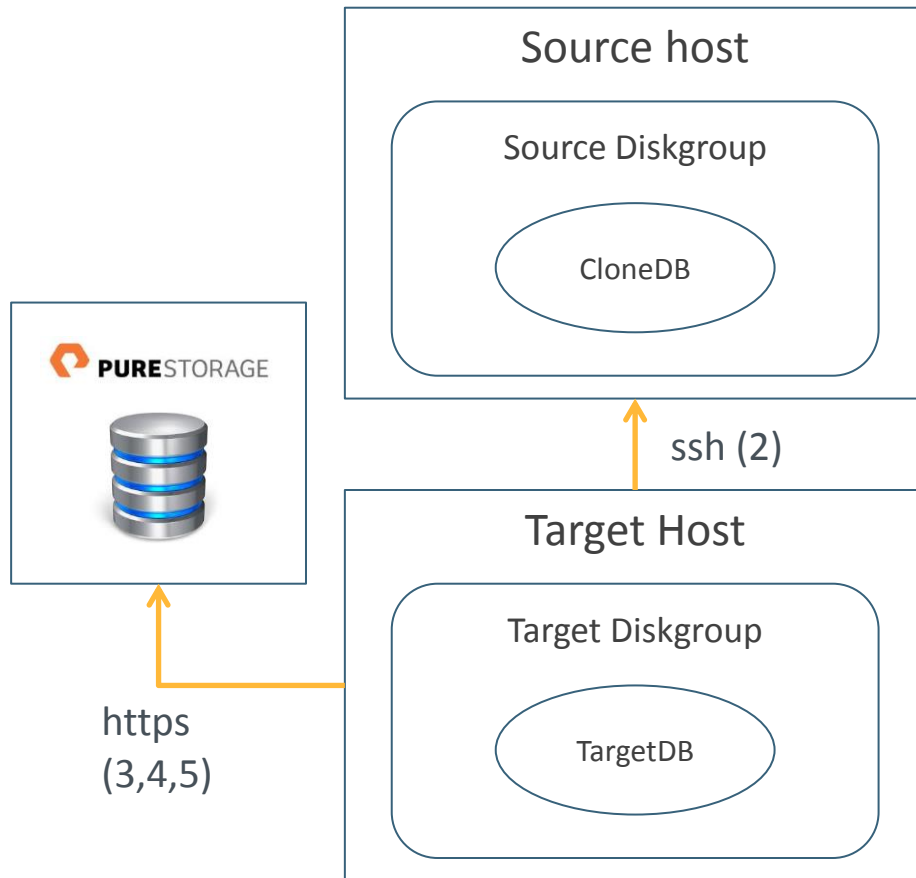 Source host
Source Diskgroup
CloneDB
PURESTORAGE
ssh (2)
Target Host
Target Diskgroup
TargetDB
https
(3,4,5)